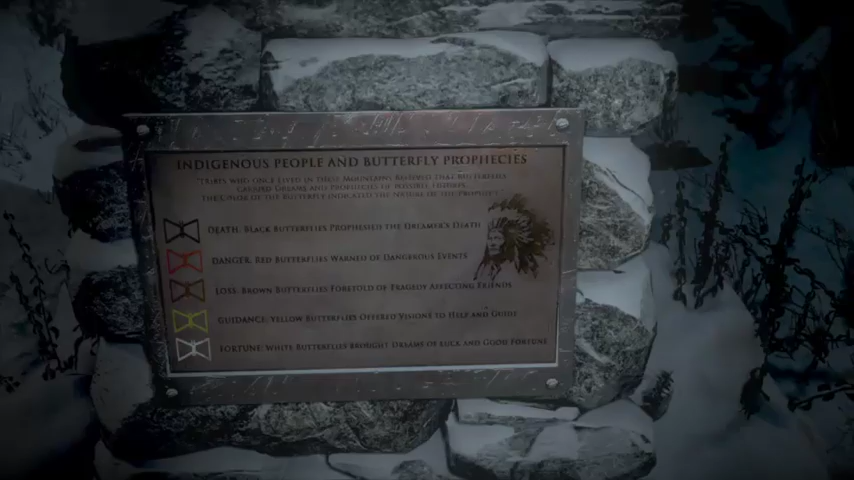 INDIGENOUS PEOPLE AND BUTTERFLY PROPHECIES
"TRIBES WHO ONCE LIVED IN THESE MOUNTAINS BELIEVED THAT BUTTERFLIES
CARRIED DREAMS AND PROPHECIES OF POSSIBLE FUTURES.
THE COLOR OF THE BUTTERFLY INDICATED THE NATURE OF THE PROPHECY."
DEATH: BLACK BUTTERFLIES PROPHESISED THE DREAMER'S DEATH
DANGER: RED BUTTERFLIES WARNED OF DANGEROUS EVENTS
LOSS: BROWN BUTTERFLIES FORETOLD OF TRAGEDY AFFECTING FRIENDS
GUIDANCE: YELLOW BUTTERFLIES OFFERED VISIONS TO HELP AND GUIDE
FORTUNE: WHITE BUTTERFLIES BROUGHT DREAMS OF LUCK AND GOOD FORTUNE